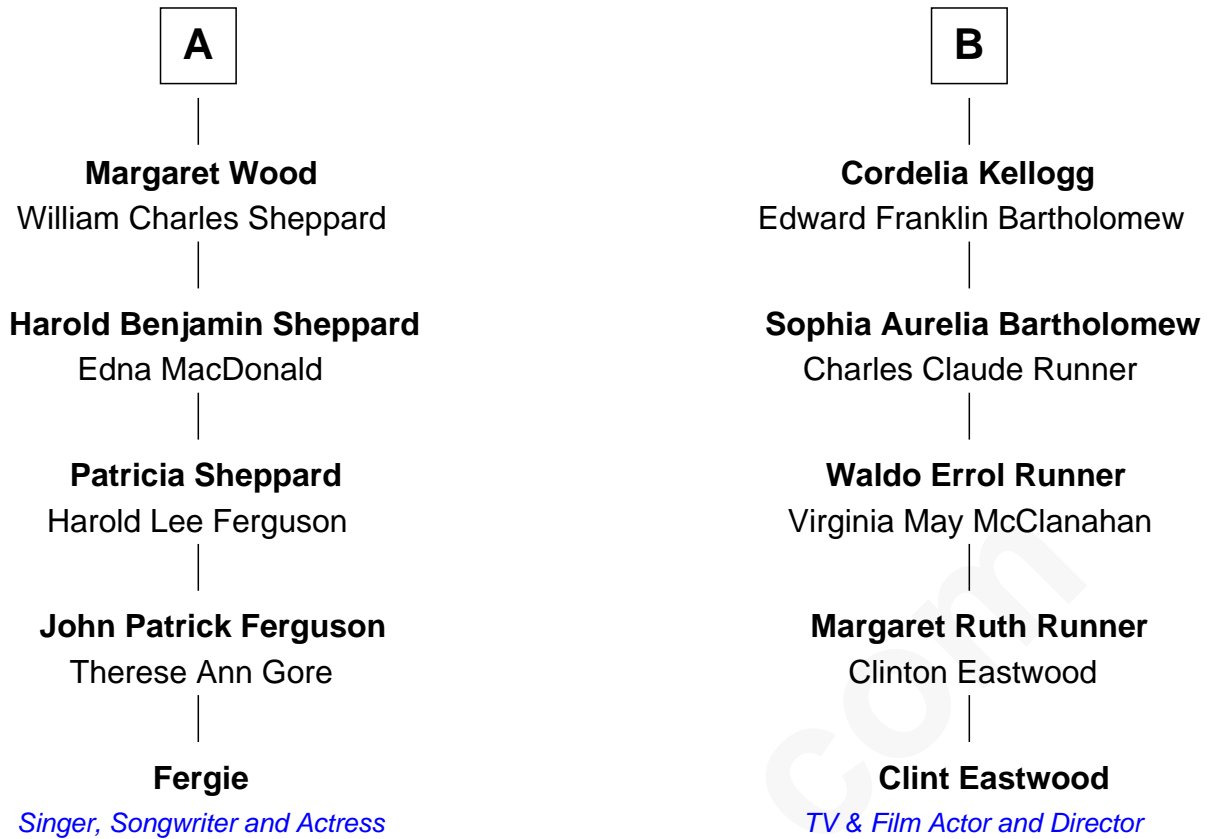 A
Margaret Wood
William Charles Sheppard
Harold Benjamin Sheppard
Edna MacDonald
Patricia Sheppard
Harold Lee Ferguson
John Patrick Ferguson
Therese Ann Gore
Fergie
Singer, Songwriter and Actress
B
Cordelia Kellogg
Edward Franklin Bartholomew
Sophia Aurelia Bartholomew
Charles Claude Runner
Waldo Errol Runner
Virginia May McClanahan
Margaret Ruth Runner
Clinton Eastwood
Clint Eastwood
TV & Film Actor and Director
com